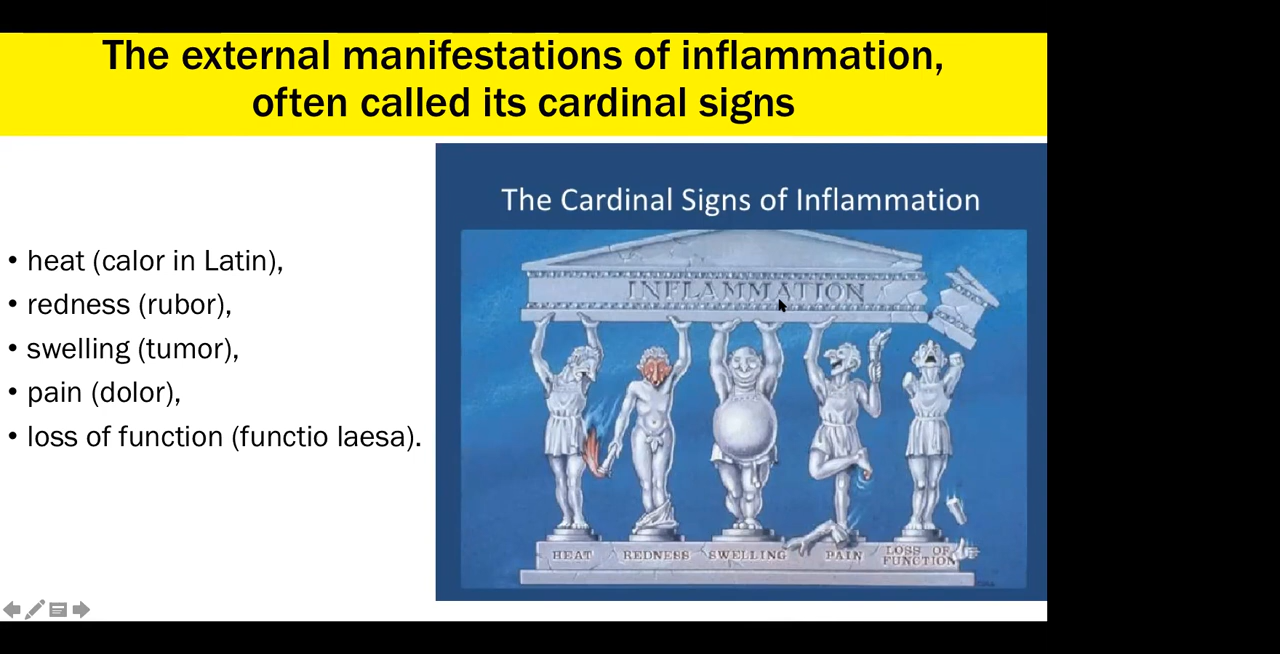 The external manifestations of inflammation,
often called its cardinal signs
• heat (calor in Latin),
• redness (rubor),
• swelling (tumor),
• pain (dolor),
• loss of function (functio laesa).
The Cardinal Signs of Inflammation
INFLAMMATION
HEAT REDNESS SWELLING PAIN LOSS OF
FUNCTION